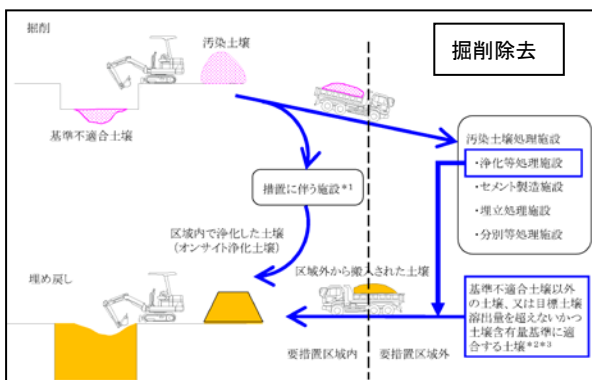 掘削
汚染土壌
掘削除去
基準不適合土壌
汚染土壌処理施設
・浄化等処理施設
・セメント製造施設
・埋立処理施設
・分別等処理施設
措置に伴う施設*1
区域内で浄化した土壌
(オンサイト浄化土壌)
区域外から搬入された土壌
埋め戻し
基準不適合土壌以外
の土壌、又は目標土壌
溶出量を超えないかつ
土壌含有量基準に適
合する土壌*2*3
要措置区域内
要措置区域外